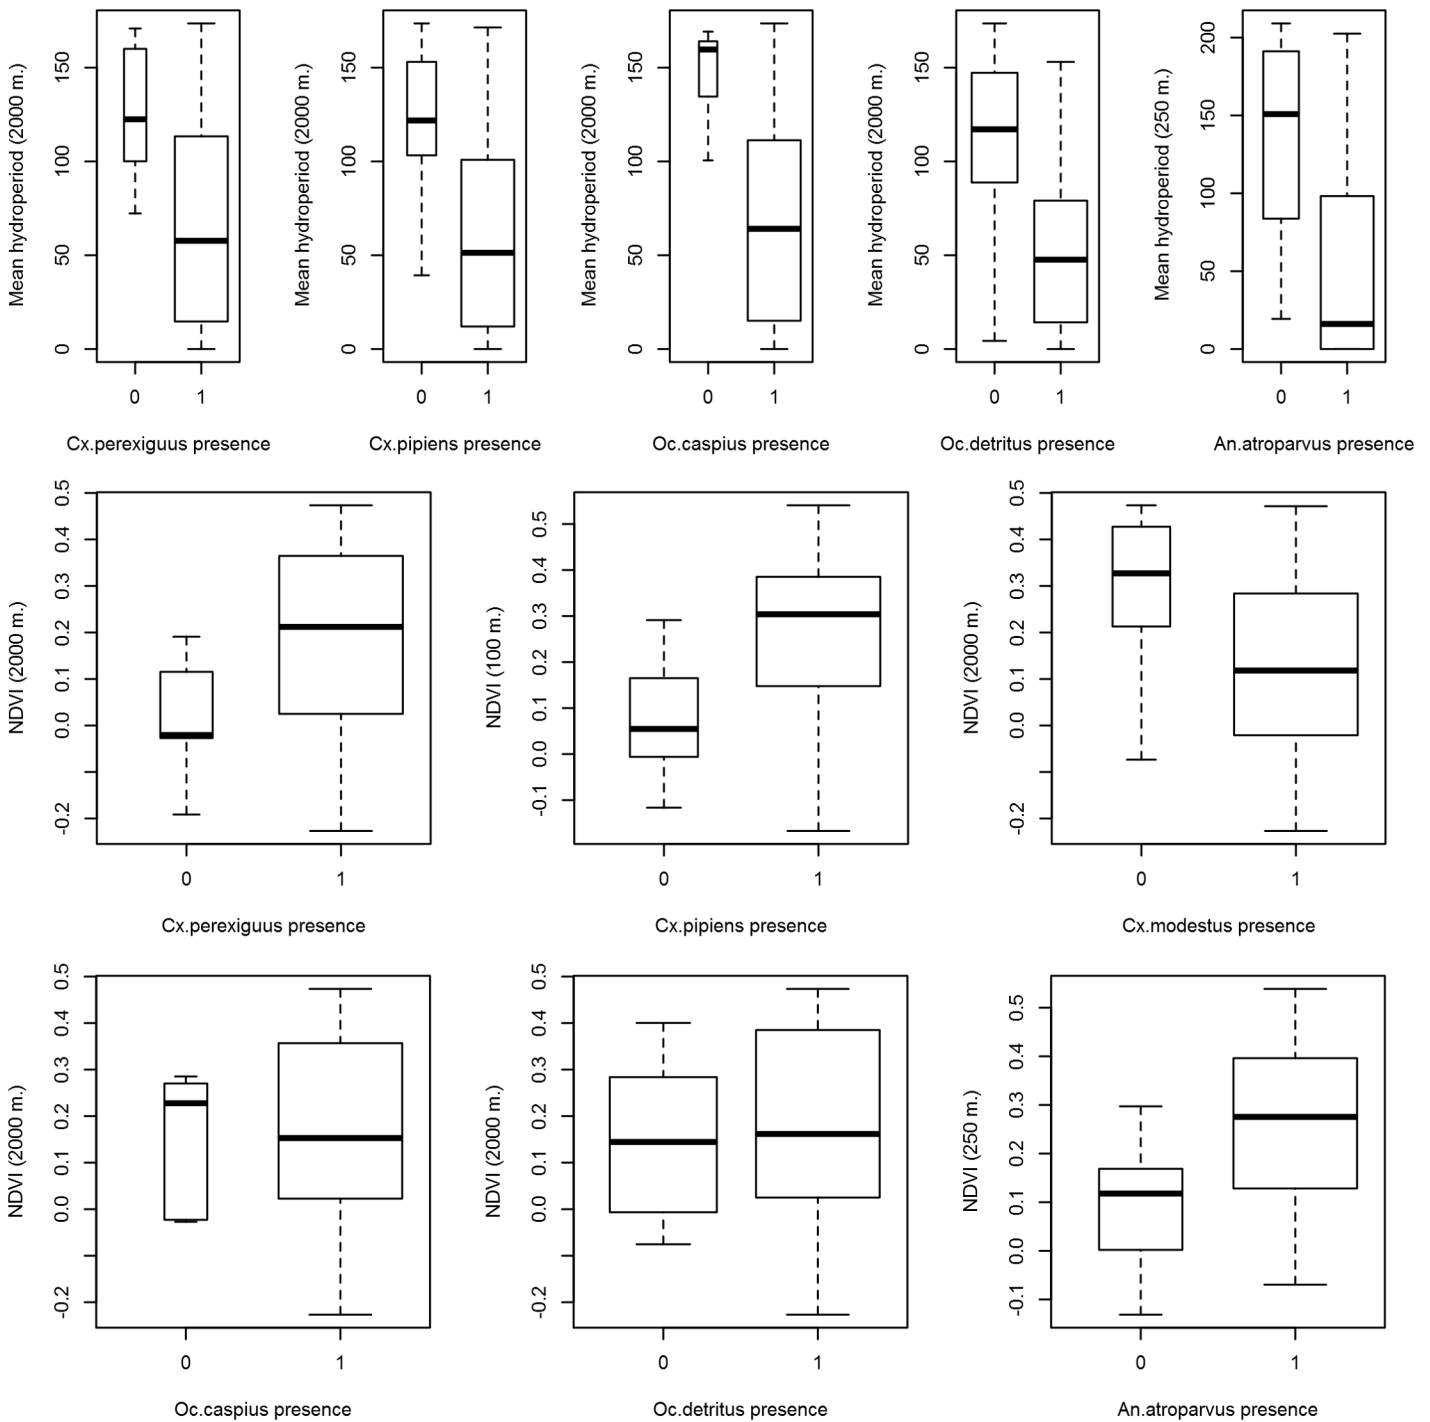 Mean hydroperiod (2000 m.)
0 50 100 150
0 1
Cx.perexiguus presence
Mean hydroperiod (2000 m.)
0 50 100 150
0 1
Cx.pipiens presence
Mean hydroperiod (2000 m.)
0 50 100 150
0 1
Oc.caspius presence
Mean hydroperiod (2000 m.)
0 50 100 150
0 1
Oc.detritus presence
Mean hydroperiod (250 m.)
0 50 100 150 200
0 1
An.atroparvus presence
NDVI (2000 m.)
-0.2 0.0 0.1 0.2 0.3 0.4 0.5
0 1
Cx.perexiguus presence
NDVI (100 m.)
-0.1 0.0 0.1 0.2 0.3 0.4 0.5
0 1
Cx.pipiens presence
NDVI (2000 m.)
-0.2 0.0 0.1 0.2 0.3 0.4 0.5
0 1
Cx.modestus presence
NDVI (2000 m.)
-0.2 0.0 0.1 0.2 0.3 0.4 0.5
0 1
Oc.caspius presence
NDVI (2000 m.)
-0.2 0.0 0.1 0.2 0.3 0.4 0.5
0 1
Oc.detritus presence
NDVI (250 m.)
-0.1 0.0 0.1 0.2 0.3 0.4 0.5
0 1
An.atroparvus presence